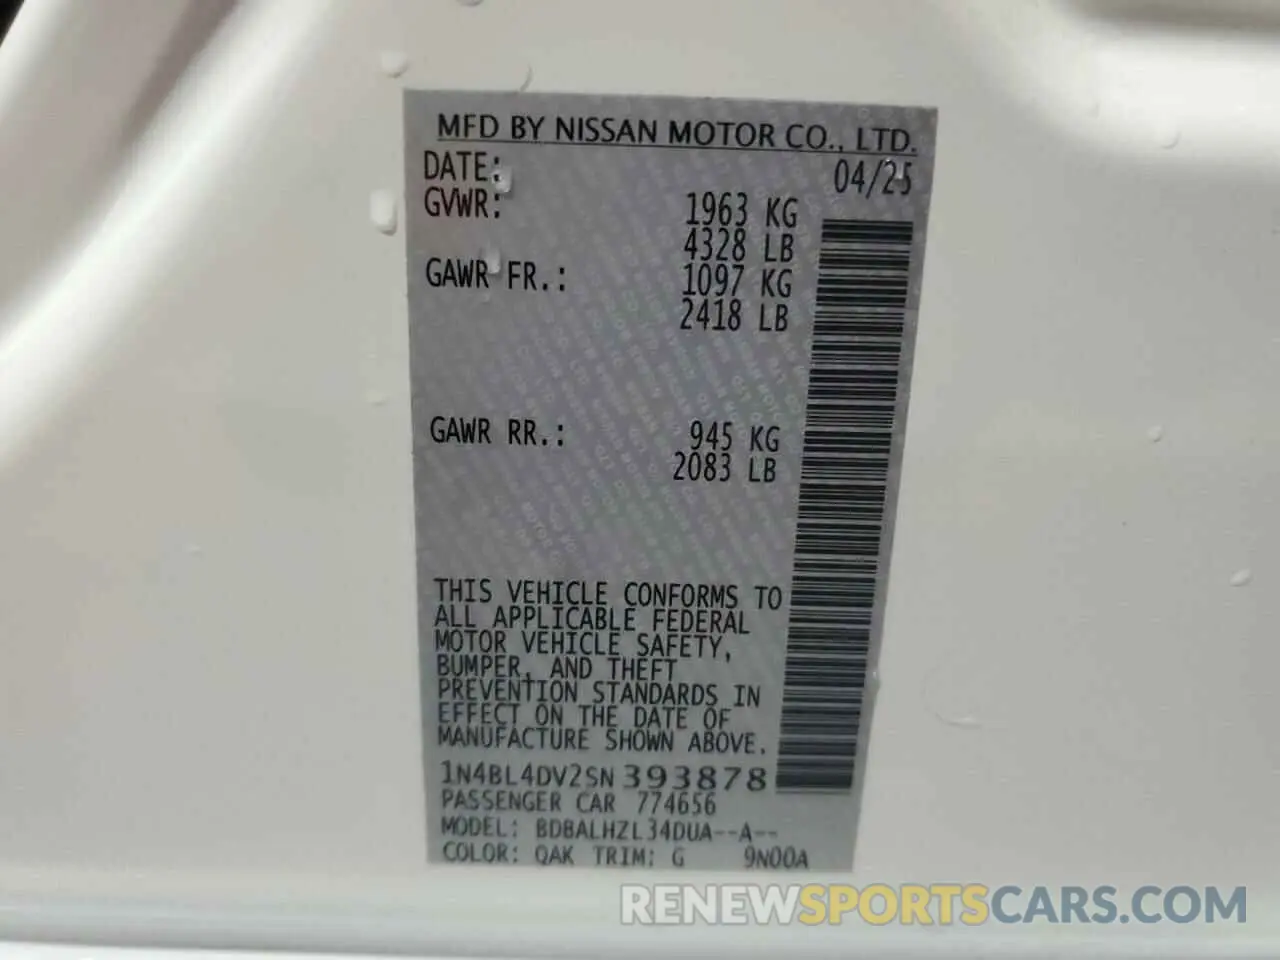 MFD BY NISSAN MOTOR CO., LTD.
DATE: 04/25
GVWR: 1963 KG
4328 LB
GAWR FR.: 1097 KG
2418 LB
GAWR RR.: 945 KG
2083 LB
THIS VEHICLE CONFORMS TO
ALL APPLICABLE FEDERAL
MOTOR VEHICLE SAFETY,
BUMPER, AND THEFT
PREVENTION STANDARDS IN
EFFECT ON THE DATE OF
MANUFACTURE SHOWN ABOVE.
1N4BL4DV2SN393878
PASSENGER CAR 774656
MODEL: BDBALHZL34DUA--A--
COLOR: QAK TRIM: G 9N00A
RENEWSPORTSCARS.COM